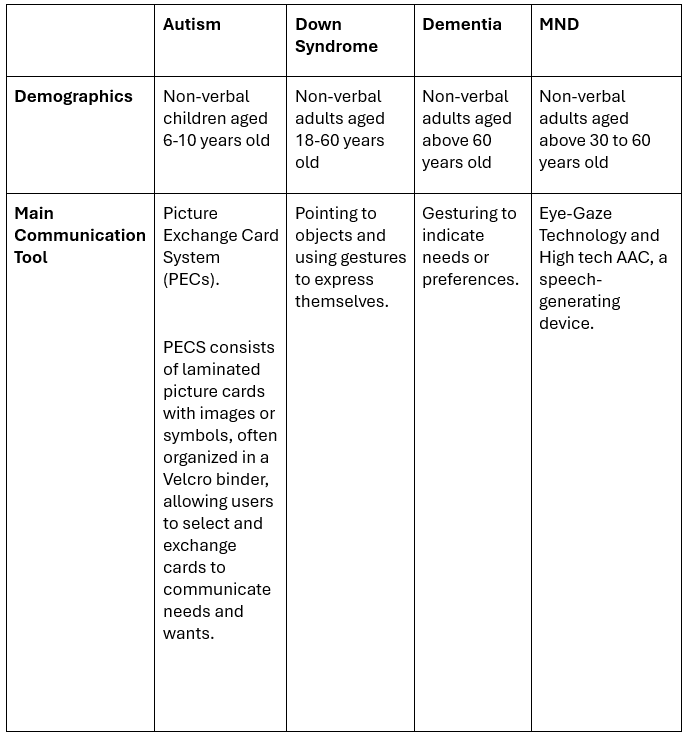 Autism
Down
Syndrome
Dementia
MND
Demographics
Non-verbal
children aged
6-10 years old
Non-verbal
adults aged
18-60 years
old
Non-verbal
adults aged
above 60
years old
Non-verbal
adults aged
above 30 to 60
years old
Main
Communication
Tool
Picture
Exchange Card
System
(PECs).
PECS consists
of laminated
picture cards
with images or
symbols, often
organized in a
Velcro binder,
allowing users
to select and
exchange
cards to
communicate
needs and
wants.
Pointing to
objects and
using gestures
to express
themselves.
Gesturing to
indicate
needs or
preferences.
Eye-Gaze
Technology and
High tech AAC, a
speech-
generating
device.